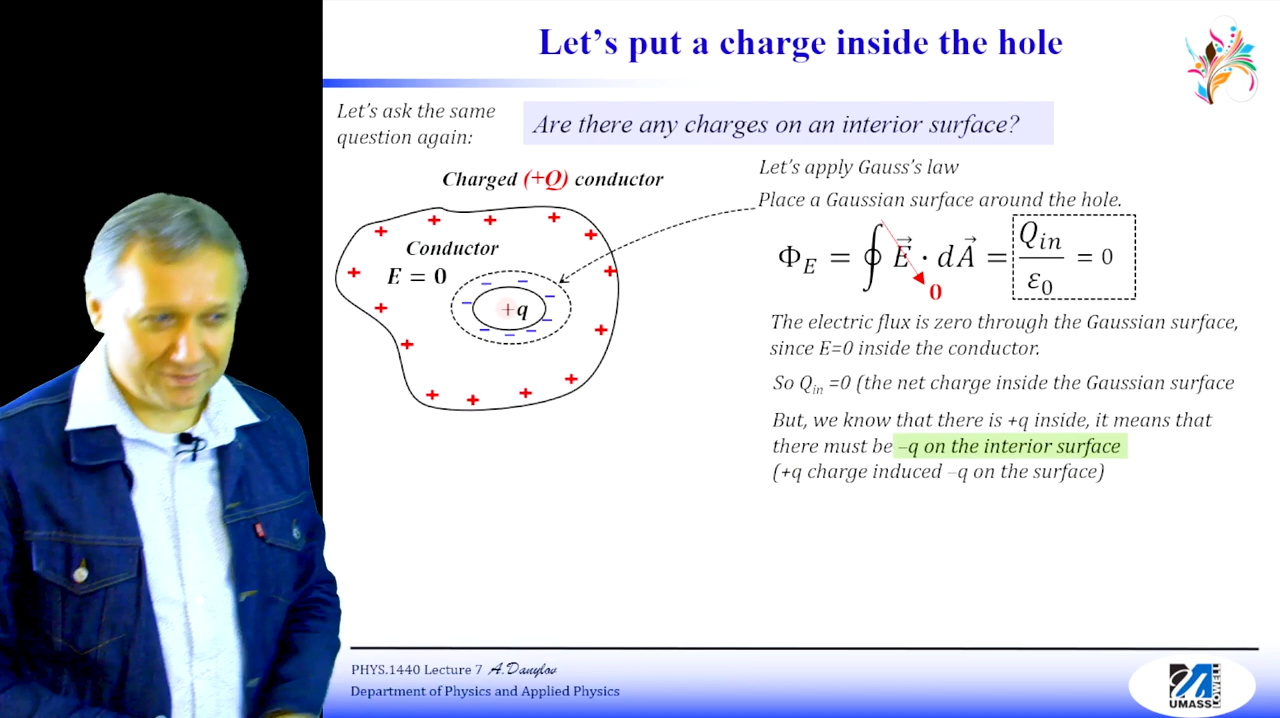 Let's put a charge inside the hole
Let's ask the same
question again:
Are there any charges on an interior surface?
Let's apply Gauss's law
Charged (+Q) conductor
Place a Gaussian surface around the hole.
Conductor
E = 0
+q
Φ_E = ∮ E⃗ · dA⃗ = Q_in / ε_0 = 0
0
The electric flux is zero through the Gaussian surface,
since E=0 inside the conductor.
So Q_in =0 (the net charge inside the Gaussian surface
But, we know that there is +q inside, it means that
there must be –q on the interior surface
(+q charge induced –q on the surface)
PHYS.1440 Lecture 7 A.Danylov
Department of Physics and Applied Physics
UMASS
LOWELL